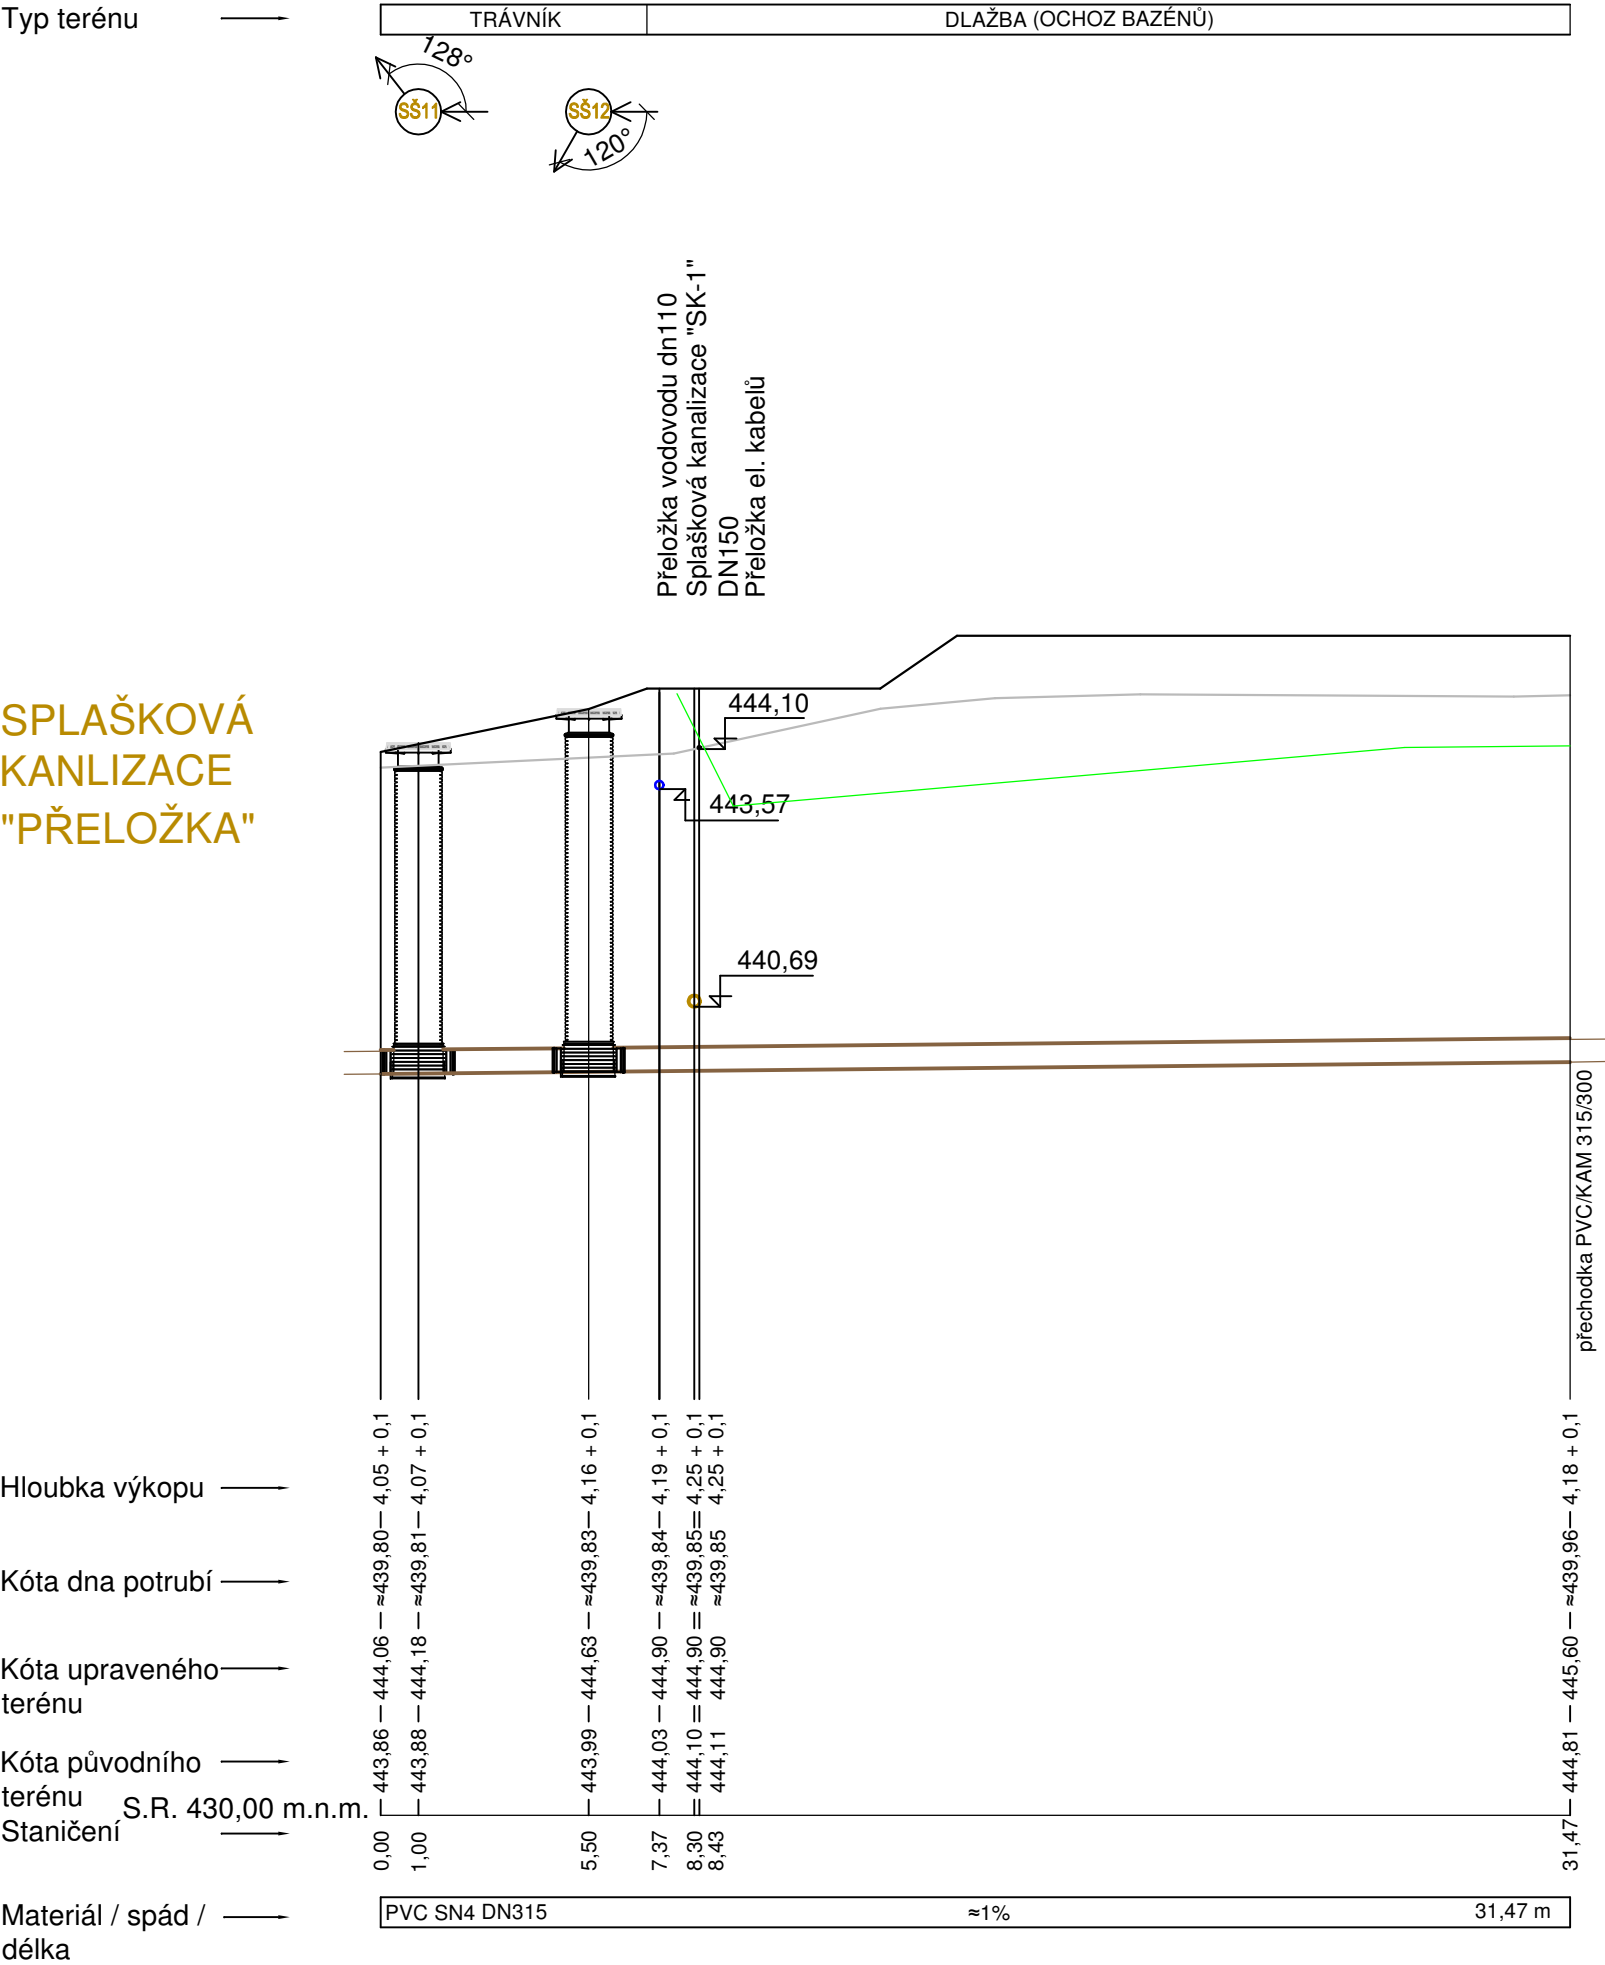 Typ terénu
TRÁVNÍK
DLAŽBA (OCHOZ BAZÉNŮ)
128°
SŠ11
SŠ12
120°
Přeložka vodovodu dn110
Splašková kanalizace "SK-1"
DN150
Přeložka el. kabelů
SPLAŠKOVÁ
KANLIZACE
"PŘELOŽKA"
444,10
443,57
440,69
přechodka PVC/KAM 315/300
Hloubka výkopu
4,05 + 0,1
4,07 + 0,1
4,16 + 0,1
4,19 + 0,1
4,25 + 0,1
4,25 + 0,1
4,18 + 0,1
Kóta dna potrubí
≈439,80
≈439,81
≈439,83
≈439,84
≈439,85
≈439,85
≈439,96
Kóta upraveného
terénu
444,06
444,18
444,63
444,90
444,90
444,90
445,60
Kóta původního
terénu
443,86
443,88
443,99
444,03
444,10
444,11
444,81
S.R. 430,00 m.n.m.
Staničení
0,00
1,00
5,50
7,37
8,30
8,43
31,47
Materiál / spád /
délka
PVC SN4 DN315
≈1%
31,47 m